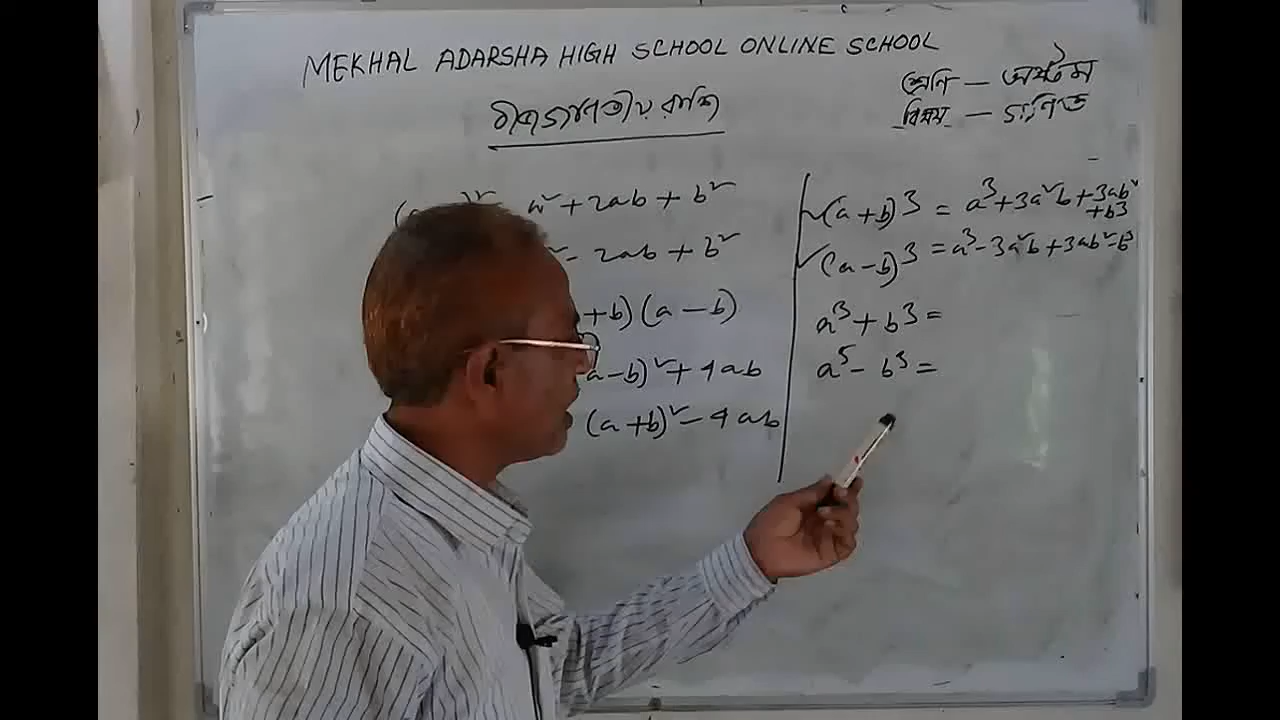 MEKHAL ADARSHA HIGH SCHOOL ONLINE SCHOOL
শ্রেণি — অষ্টম
বিষয় — গণিত
বীজগাণিতীয় রাশি
a² + 2ab + b²
- 2ab + b²
+b) (a - b)
a-b)² + 4ab
(a+b)² - 4ab
(a+b)3 = a3 + 3a²b + 3ab²
+ b3
(a-b)3 = a3 - 3a²b + 3ab² - b3
a3 + b3 =
a3 - b3 =